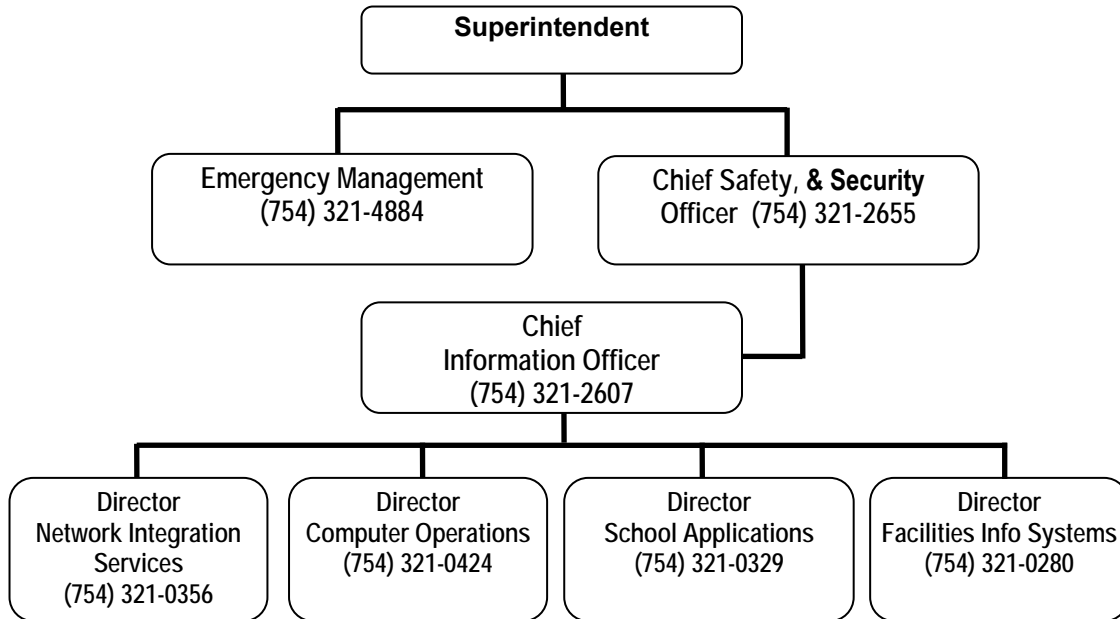 Superintendent
Emergency Management
(754) 321-4884
Chief Safety, & Security
Officer (754) 321-2655
Chief
Information Officer
(754) 321-2607
Director
Network Integration
Services
(754) 321-0356
Director
Computer Operations
(754) 321-0424
Director
School Applications
(754) 321-0329
Director
Facilities Info Systems
(754) 321-0280